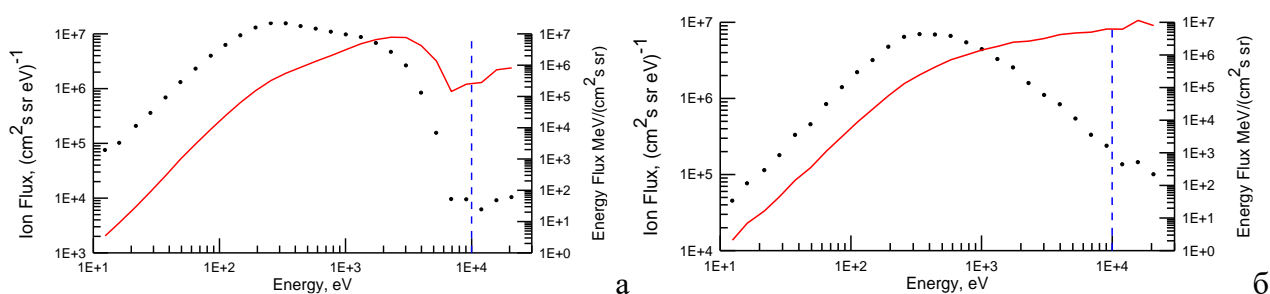 Ion Flux, (cm²s sr eV)⁻¹
1E+7
1E+6
1E+5
1E+4
1E+3
1E+1
1E+2
1E+3
1E+4
Energy, eV
1E+7
1E+6
1E+5
1E+4
1E+3
1E+2
1E+1
1E+0
Energy Flux MeV/(cm²s sr)
а
Ion Flux, (cm²s sr eV)⁻¹
1E+7
1E+6
1E+5
1E+4
1E+1
1E+2
1E+3
1E+4
Energy, eV
1E+7
1E+6
1E+5
1E+4
1E+3
1E+2
1E+1
1E+0
Energy Flux MeV/(cm²s sr)
б